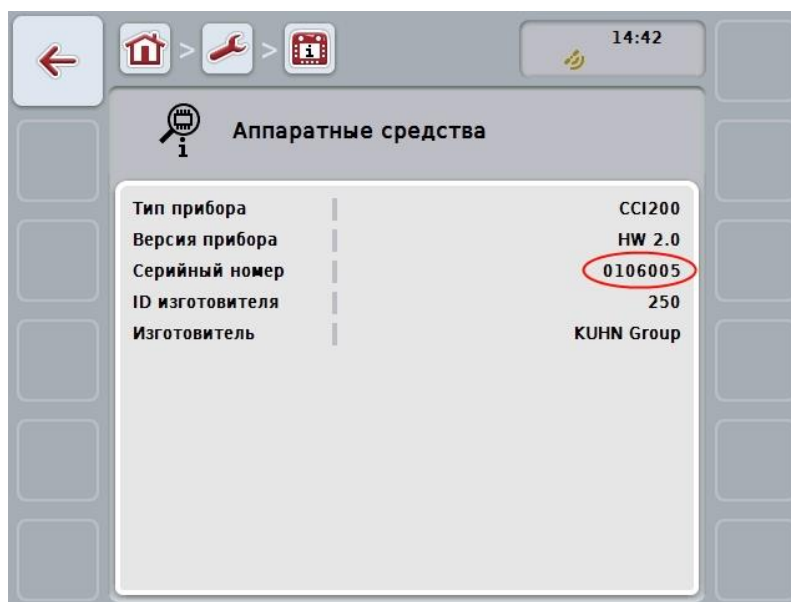 14:42
Аппаратные средства
Тип прибора CCI200
Версия прибора HW 2.0
Серийный номер 0106005
ID изготовителя 250
Изготовитель KUHN Group